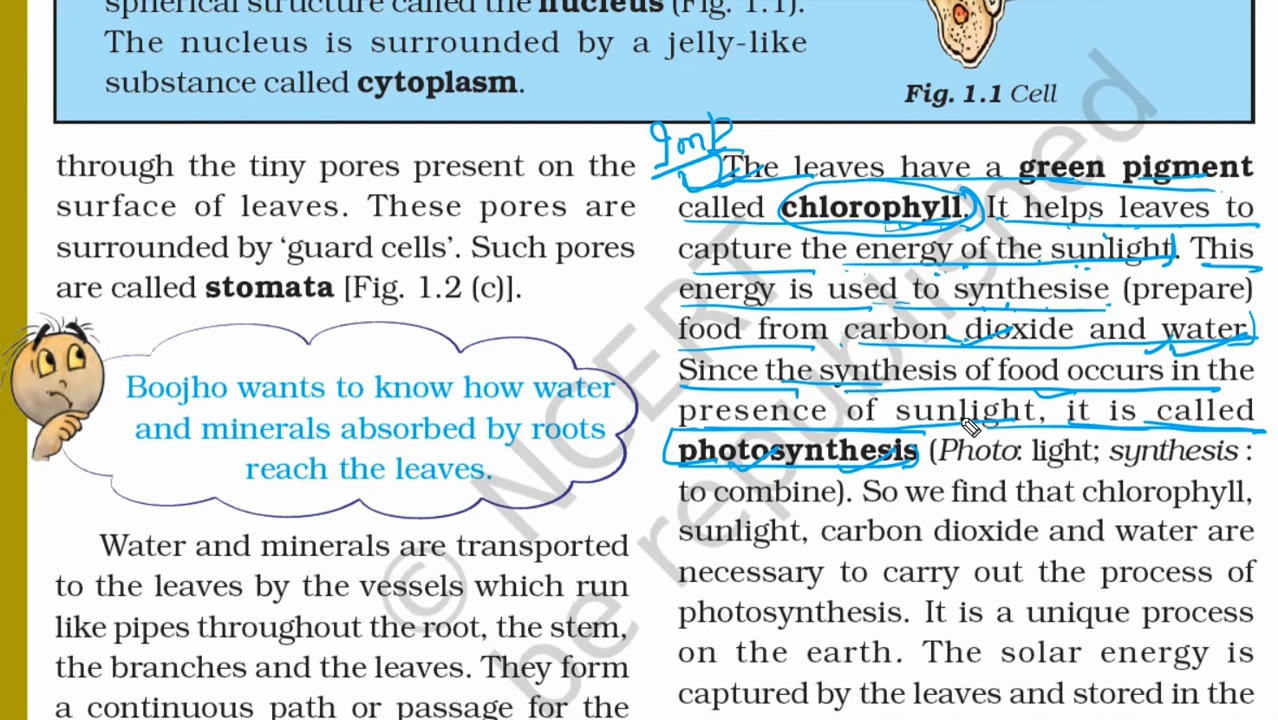 spherical structure called the nucleus (Fig. 1.1).
The nucleus is surrounded by a jelly-like
substance called cytoplasm.
Fig. 1.1 Cell
through the tiny pores present on the
surface of leaves. These pores are
surrounded by ‘guard cells’. Such pores
are called stomata [Fig. 1.2 (c)].
Boojho wants to know how water
and minerals absorbed by roots
reach the leaves.
Water and minerals are transported
to the leaves by the vessels which run
like pipes throughout the root, the stem,
the branches and the leaves. They form
a continuous path or passage for the
Imp
The leaves have a green pigment
called chlorophyll. It helps leaves to
capture the energy of the sunlight. This
energy is used to synthesise (prepare)
food from carbon dioxide and water.
Since the synthesis of food occurs in the
presence of sunlight, it is called
photosynthesis (Photo: light; synthesis :
to combine). So we find that chlorophyll,
sunlight, carbon dioxide and water are
necessary to carry out the process of
photosynthesis. It is a unique process
on the earth. The solar energy is
captured by the leaves and stored in the
© NCERT
be republished